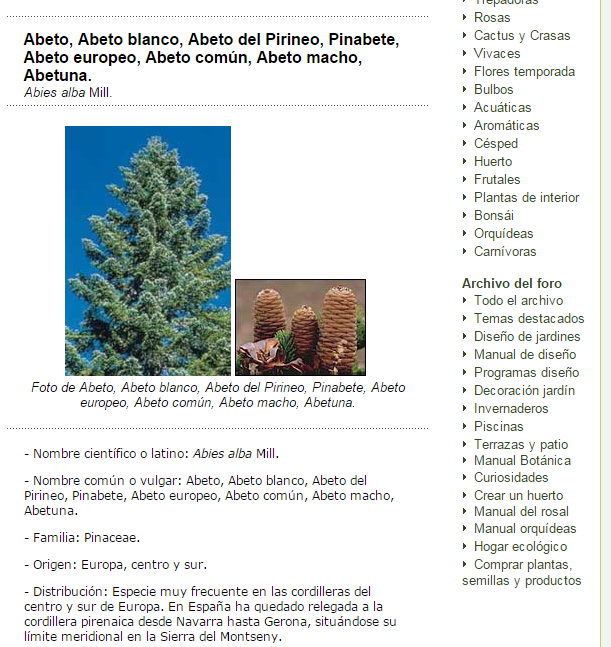 Abeto, Abeto blanco, Abeto del Pirineo, Pinabete,
Abeto europeo, Abeto común, Abeto macho,
Abetuna.
Abies alba Mill.
Foto de Abeto, Abeto blanco, Abeto del Pirineo, Pinabete, Abeto
europeo, Abeto común, Abeto macho, Abetuna.
- Nombre científico o latino: Abies alba Mill.
- Nombre común o vulgar: Abeto, Abeto blanco, Abeto del
Pirineo, Pinabete, Abeto europeo, Abeto común, Abeto macho,
Abetuna.
- Familia: Pinaceae.
- Origen: Europa, centro y sur.
- Distribución: Especie muy frecuente en las cordilleras del
centro y sur de Europa. En España ha quedado relegada a la
cordillera pirenaica desde Navarra hasta Gerona, situándose su
límite meridional en la Sierra del Montseny.
Trepadoras
Rosas
Cactus y Crasas
Vivaces
Flores temporada
Bulbos
Acuáticas
Aromáticas
Césped
Huerto
Frutales
Plantas de interior
Bonsái
Orquídeas
Carnívoras
Archivo del foro
Todo el archivo
Temas destacados
Diseño de jardines
Manual de diseño
Programas diseño
Decoración jardín
Invernaderos
Piscinas
Terrazas y patio
Manual Botánica
Curiosidades
Crear un huerto
Manual del rosal
Manual orquídeas
Hogar ecológico
Comprar plantas,
semillas y productos